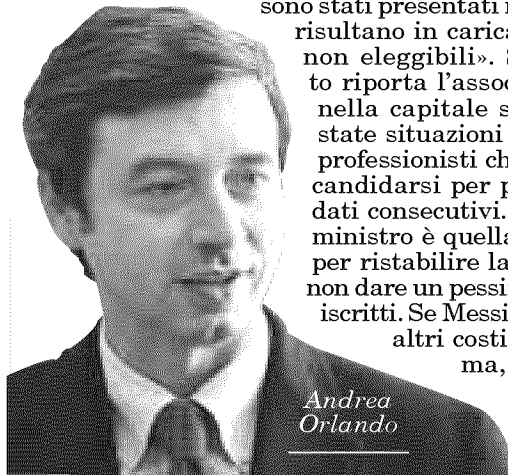 sono stati presentati
risultano in carica
non eleggibili». S
to riporta l'assoc
nella capitale s
state situazioni
professionisti ch
candidarsi per p
dati consecutivi.
ministro è quella
per ristabilire la
non dare un pessi
iscritti. Se Messi
altri costi
ma,
Andrea
Orlando